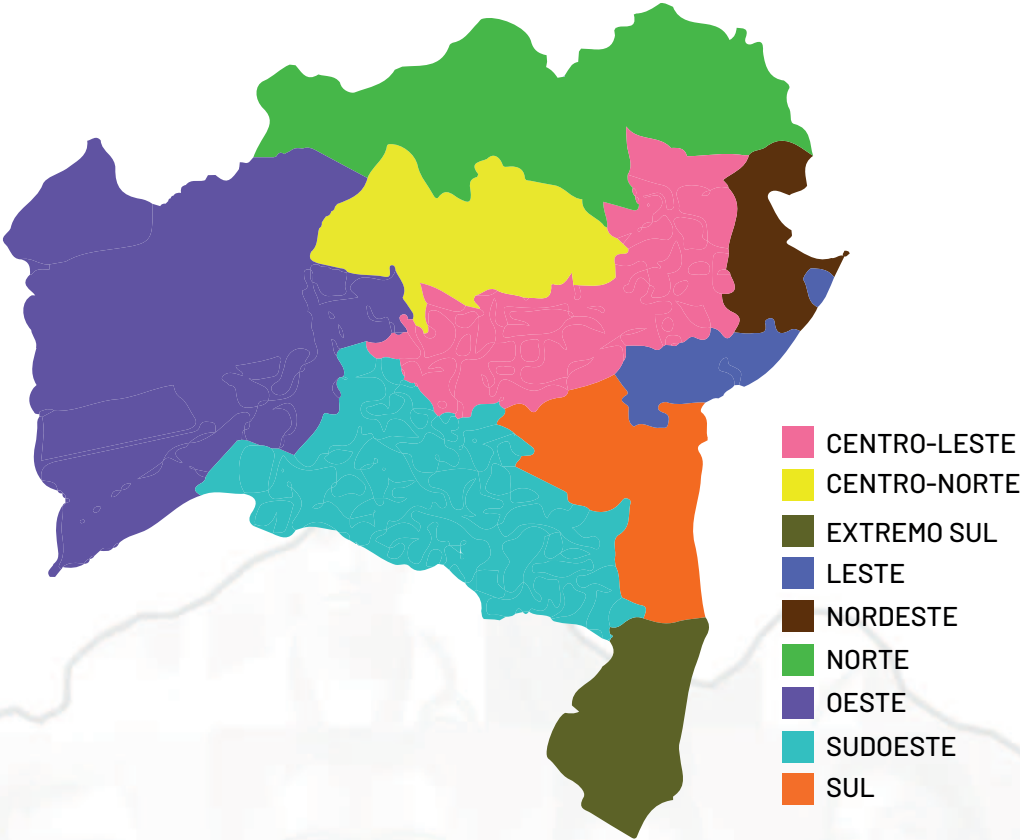 CENTRO-LESTE
CENTRO-NORTE
EXTREMO SUL
LESTE
NORDESTE
NORTE
OESTE
SUDOESTE
SUL